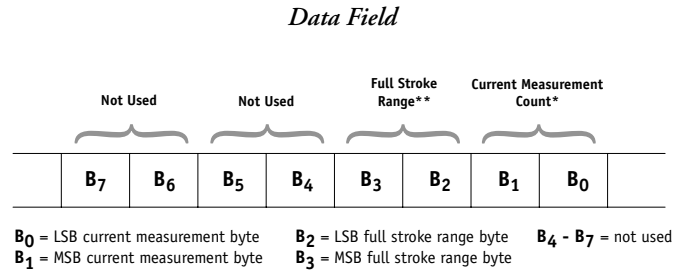 Data Field
Not Used
Not Used
Full Stroke
Range**
Current Measurement
Count*
B7 B6 B5 B4 B3 B2 B1 B0
B0 = LSB current measurement byte
B1 = MSB current measurement byte
B2 = LSB full stroke range byte
B3 = MSB full stroke range byte
B4 - B7 = not used